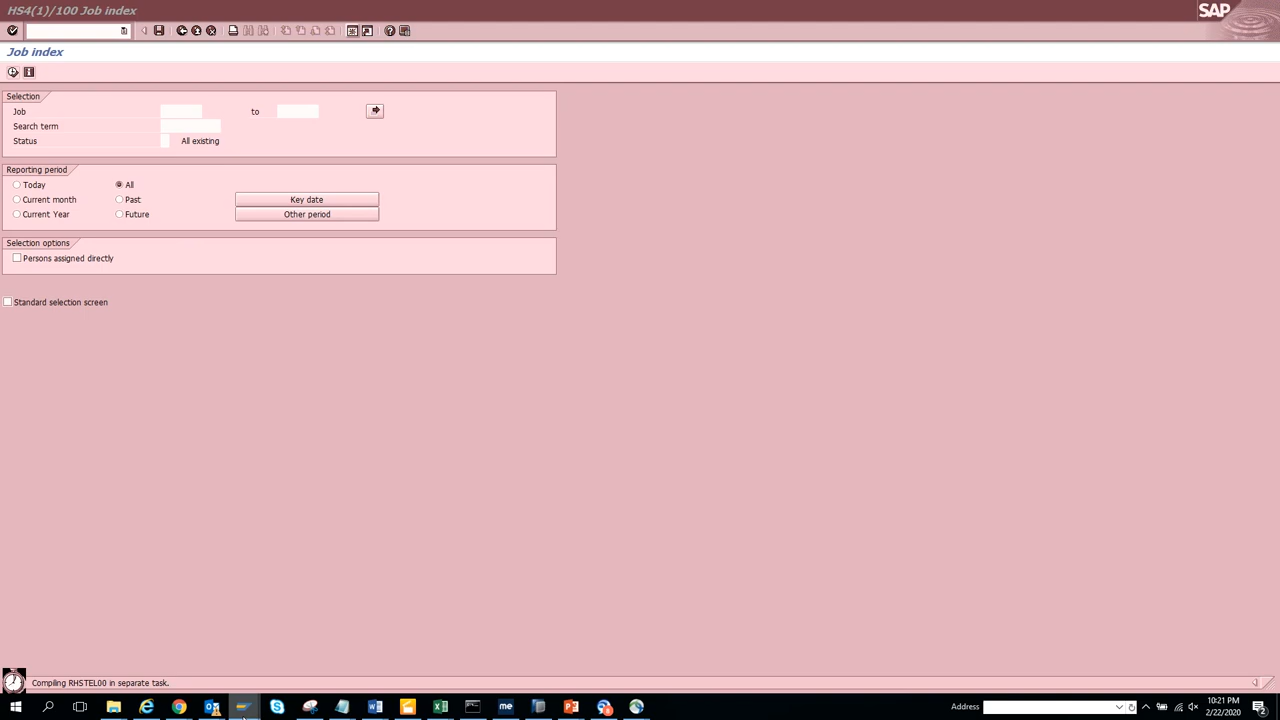 HS4(1)/100 Job index
SAP
Job index
Selection
Job to
Search term
Status All existing
Reporting period
Today All
Current month Past Key date
Current Year Future Other period
Selection options
Persons assigned directly
Standard selection screen
Compiling RHSTEL00 in separate task.
Address
10:21 PM
2/22/2020